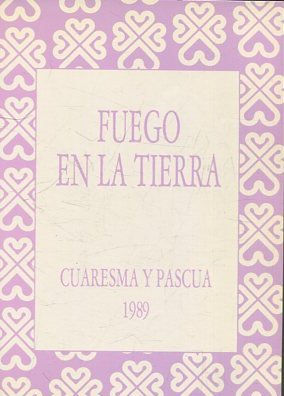 FUEGO
EN LA TIERRA
CUARESMA Y PASCUA
1989